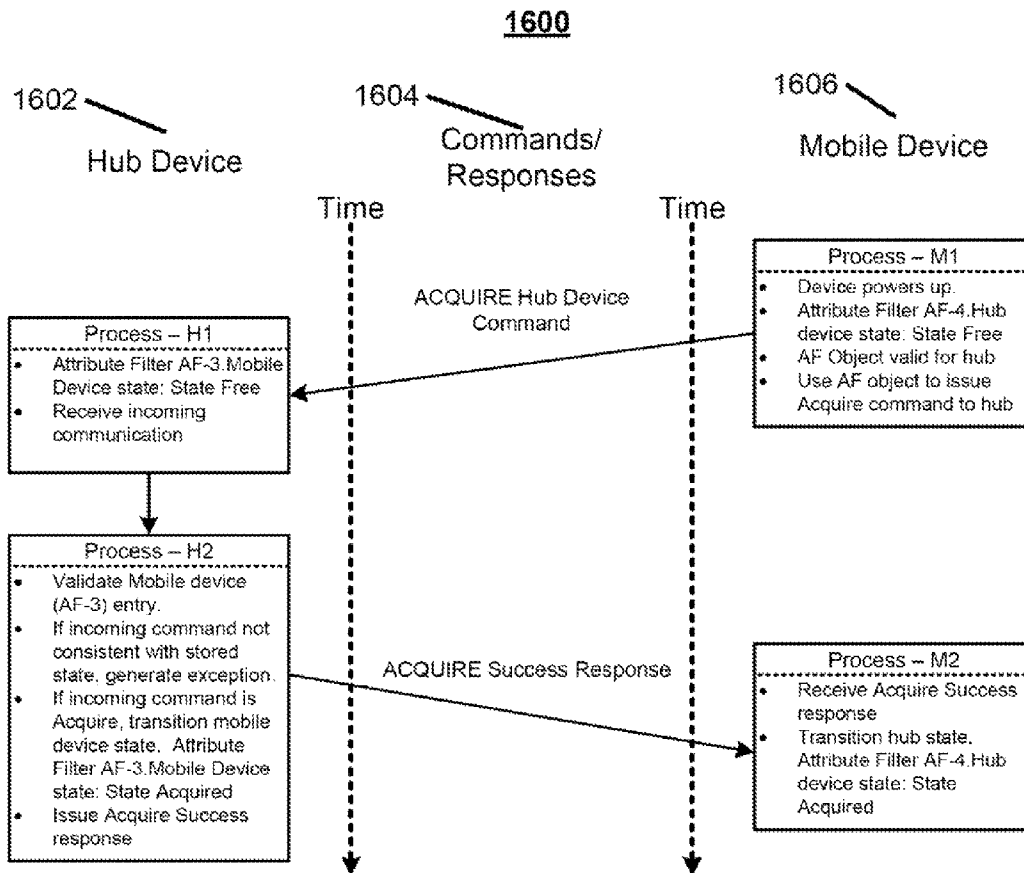 1600
1602
Hub Device
1604
Commands/
Responses
1606
Mobile Device
Time
Time
Process – M1
• Device powers up.
• Attribute Filter AF-4.Hub
device state: State Free
• AF Object valid for hub
• Use AF object to issue
Acquire command to hub
ACQUIRE Hub Device
Command
Process – H1
• Attribute Filter AF-3.Mobile
Device state: State Free
• Receive incoming
communication
Process – H2
• Validate Mobile device
(AF-3) entry.
• If incoming command not
consistent with stored
state, generate exception.
• If incoming command is
Acquire, transition mobile
device state. Attribute
Filter AF-3.Mobile Device
state: State Acquired
• Issue Acquire Success
response
ACQUIRE Success Response
Process – M2
• Receive Acquire Success
response
• Transition hub state.
Attribute Filter AF-4.Hub
device state: State
Acquired